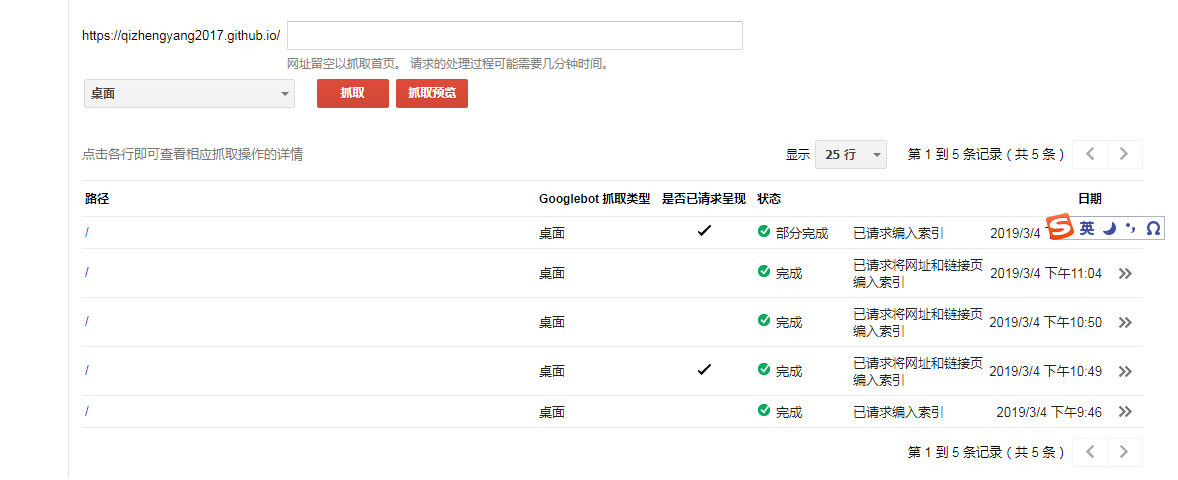 https://qizhengyang2017.github.io/
网址留空以抓取首页。 请求的处理过程可能需要几分钟时间。
桌面 抓取 抓取预览
点击各行即可查看相应抓取操作的详情 显示 25 行 第 1 到 5 条记录 ( 共 5 条 )
路径 Googlebot 抓取类型 是否已请求呈现 状态 日期
/ 桌面 部分完成 已请求编入索引 2019/3/4 英
/ 桌面 完成 已请求将网址和链接页编入索引 2019/3/4 下午11:04
/ 桌面 完成 已请求将网址和链接页编入索引 2019/3/4 下午10:50
/ 桌面 完成 已请求将网址和链接页编入索引 2019/3/4 下午10:49
/ 桌面 完成 已请求编入索引 2019/3/4 下午9:46
第 1 到 5 条记录 ( 共 5 条 )